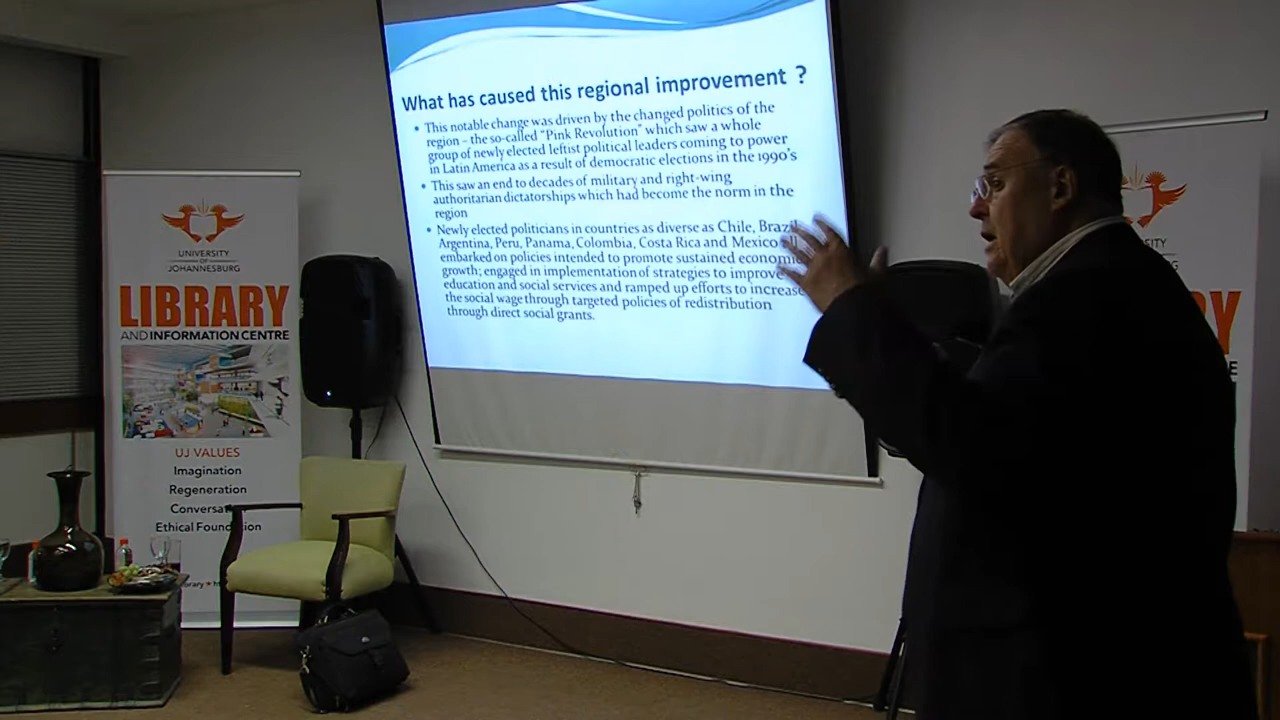 What has caused this regional improvement ?
• This notable change was driven by the changed politics of the
region – the so-called "Pink Revolution" which saw a whole
group of newly elected leftist political leaders coming to power
in Latin America as a result of democratic elections in the 1990's
• This saw an end to decades of military and right-wing
authoritarian dictatorships which had become the norm in the
region
• Newly elected politicians in countries as diverse as Chile, Brazil
Argentina, Peru, Panama, Colombia, Costa Rica and Mexico all
embarked on policies intended to promote sustained economic
growth; engaged in implementation of strategies to improve
education and social services and ramped up efforts to increase
the social wage through targeted policies of redistribution
through direct social grants.
UNIVERSITY
OF
JOHANNESBURG
LIBRARY
AND INFORMATION CENTRE
UJ VALUES
Imagination
Regeneration
Conversa
Ethical Found